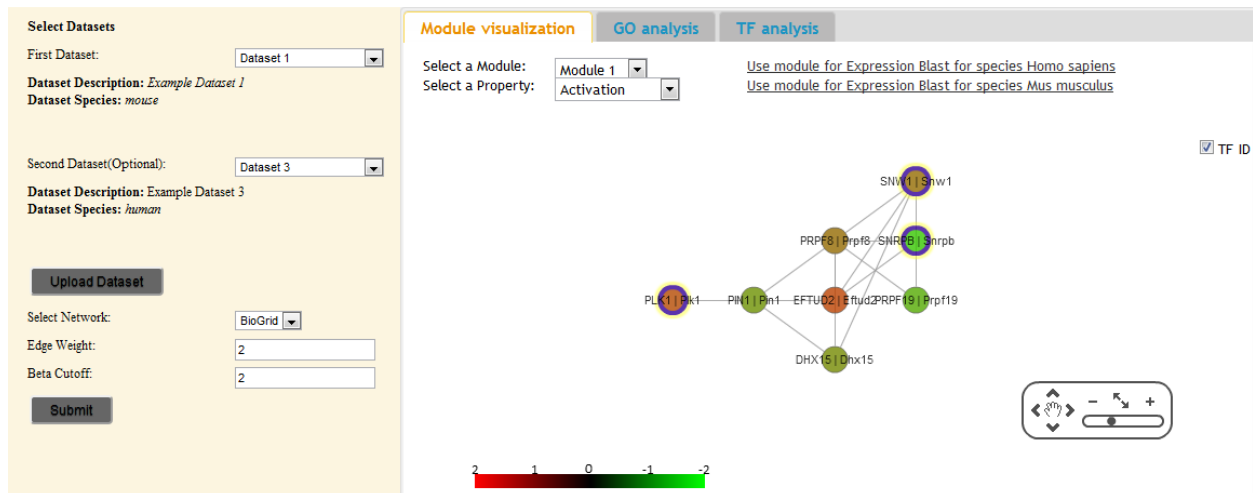 Select Datasets
First Dataset:
Dataset 1
Dataset Description: Example Dataset 1
Dataset Species: mouse
Second Dataset(Optional):
Dataset 3
Dataset Description: Example Dataset 3
Dataset Species: human
Upload Dataset
Select Network:
BioGrid
Edge Weight:
2
Beta Cutoff:
2
Submit
Module visualization
GO analysis
TF analysis
Select a Module:
Module 1
Use module for Expression Blast for species Homo sapiens
Select a Property:
Activation
Use module for Expression Blast for species Mus musculus
TF ID
SNW1 | Snw1
PRPF8 | Prpf8
SNRPB | Snrpb
PLK1 | Plk1
PIN1 | Pin1
EFTUD2 | Eftud2
PRPF19 | Prpf19
DHX15 | Dhx15
2 1 0 -1 -2